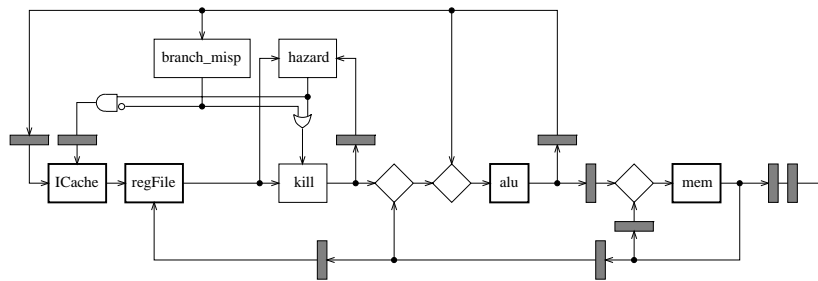 branch_misp
hazard
ICache
regFile
kill
alu
mem